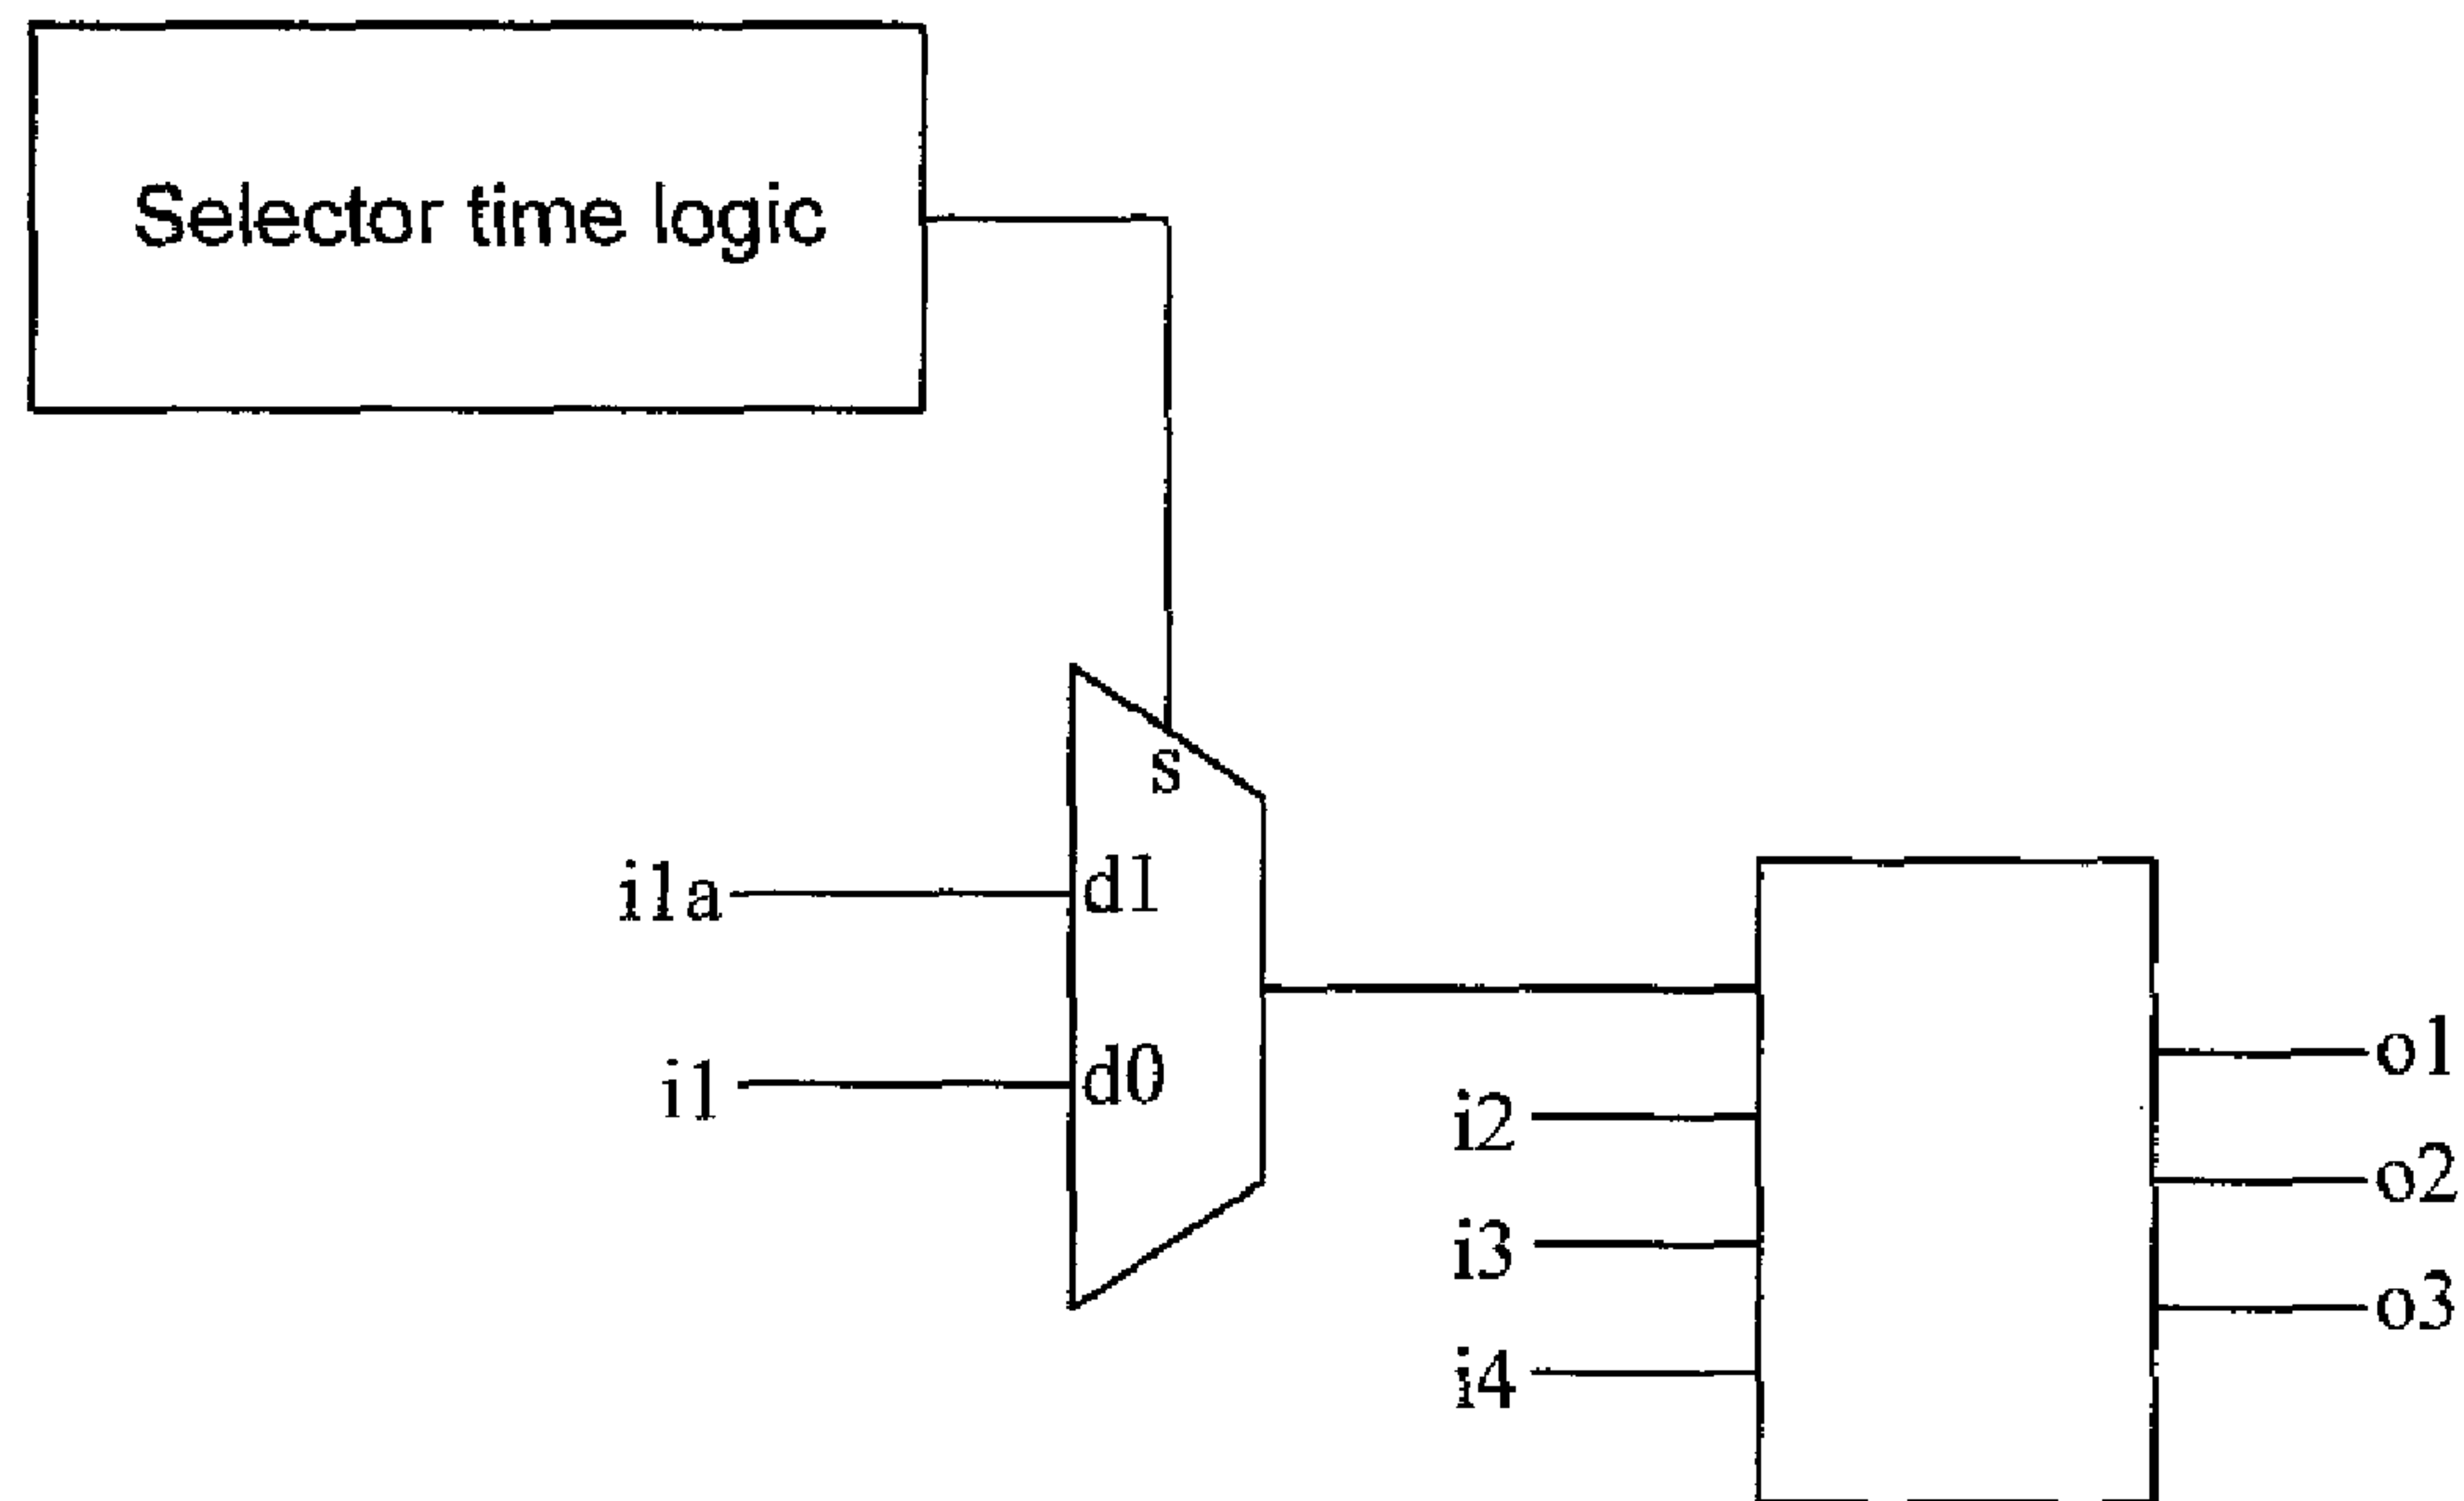 Selector time logic
s
i1a
d1
i1
d0
i2
i3
i4
o1
o2
o3